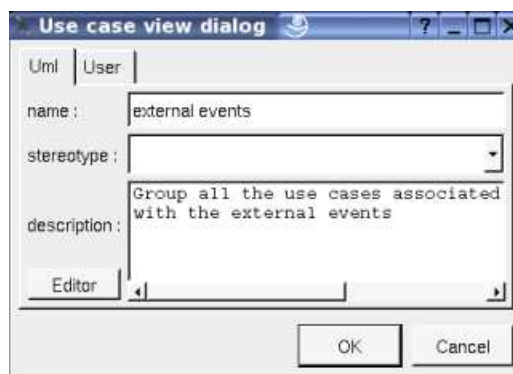 Use case view dialog
Uml User
name : external events
stereotype :
description : Group all the use cases associated
with the external events
Editor
OK Cancel